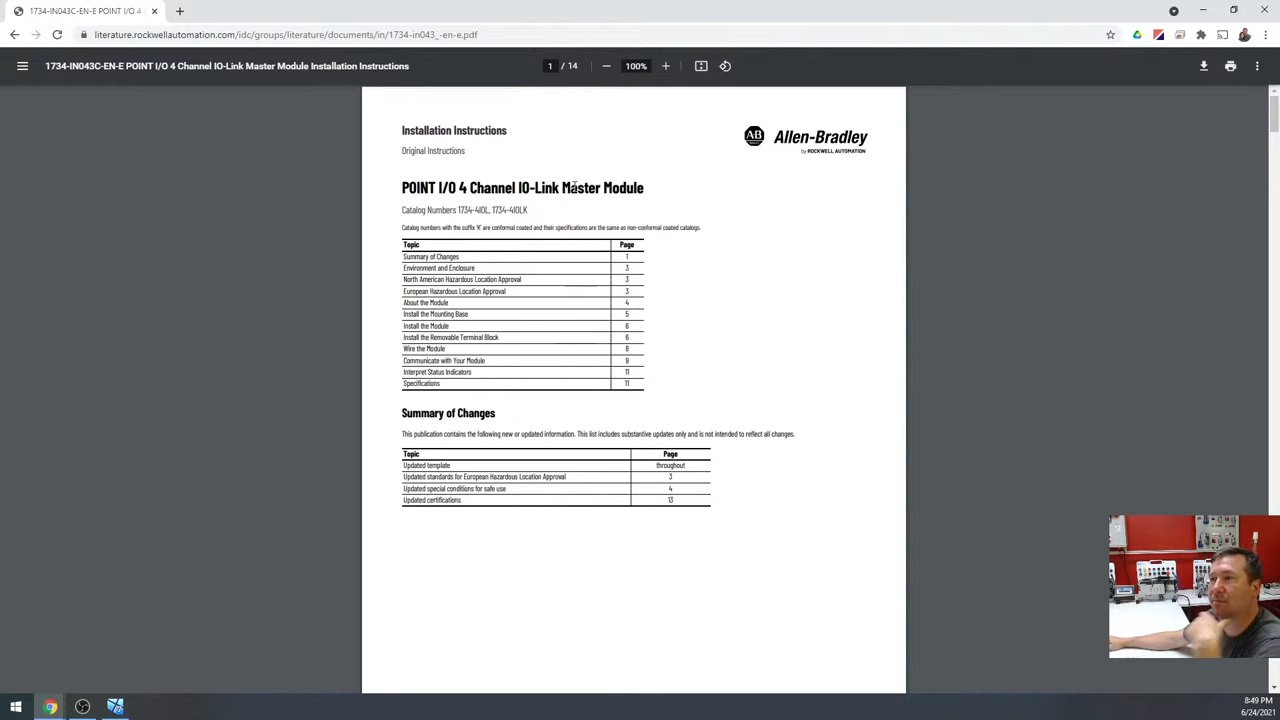 1734-IN043C-EN-E POINT I/O 4
literature.rockwellautomation.com/idc/groups/literature/documents/in/1734-in043_-en-e.pdf
1734-IN043C-EN-E POINT I/O 4 Channel IO-Link Master Module Installation Instructions
1 / 14
100%
Installation Instructions
Original Instructions
AB Allen-Bradley
by ROCKWELL AUTOMATION
POINT I/O 4 Channel IO-Link Master Module
Catalog Numbers 1734-4IOL, 1734-4IOLK
Catalog numbers with the suffix 'K' are conformal coated and their specifications are the same as non-conformal coated catalogs.
Topic Page
Summary of Changes 1
Environment and Enclosure 3
North American Hazardous Location Approval 3
European Hazardous Location Approval 3
About the Module 4
Install the Mounting Base 5
Install the Module 6
Install the Removable Terminal Block 6
Wire the Module 8
Communicate with Your Module 9
Interpret Status Indicators 11
Specifications 11
Summary of Changes
This publication contains the following new or updated information. This list includes substantive updates only and is not intended to reflect all changes.
Topic Page
Updated template throughout
Updated standards for European Hazardous Location Approval 3
Updated special conditions for safe use 4
Updated certifications 13
8:49 PM
6/24/2021